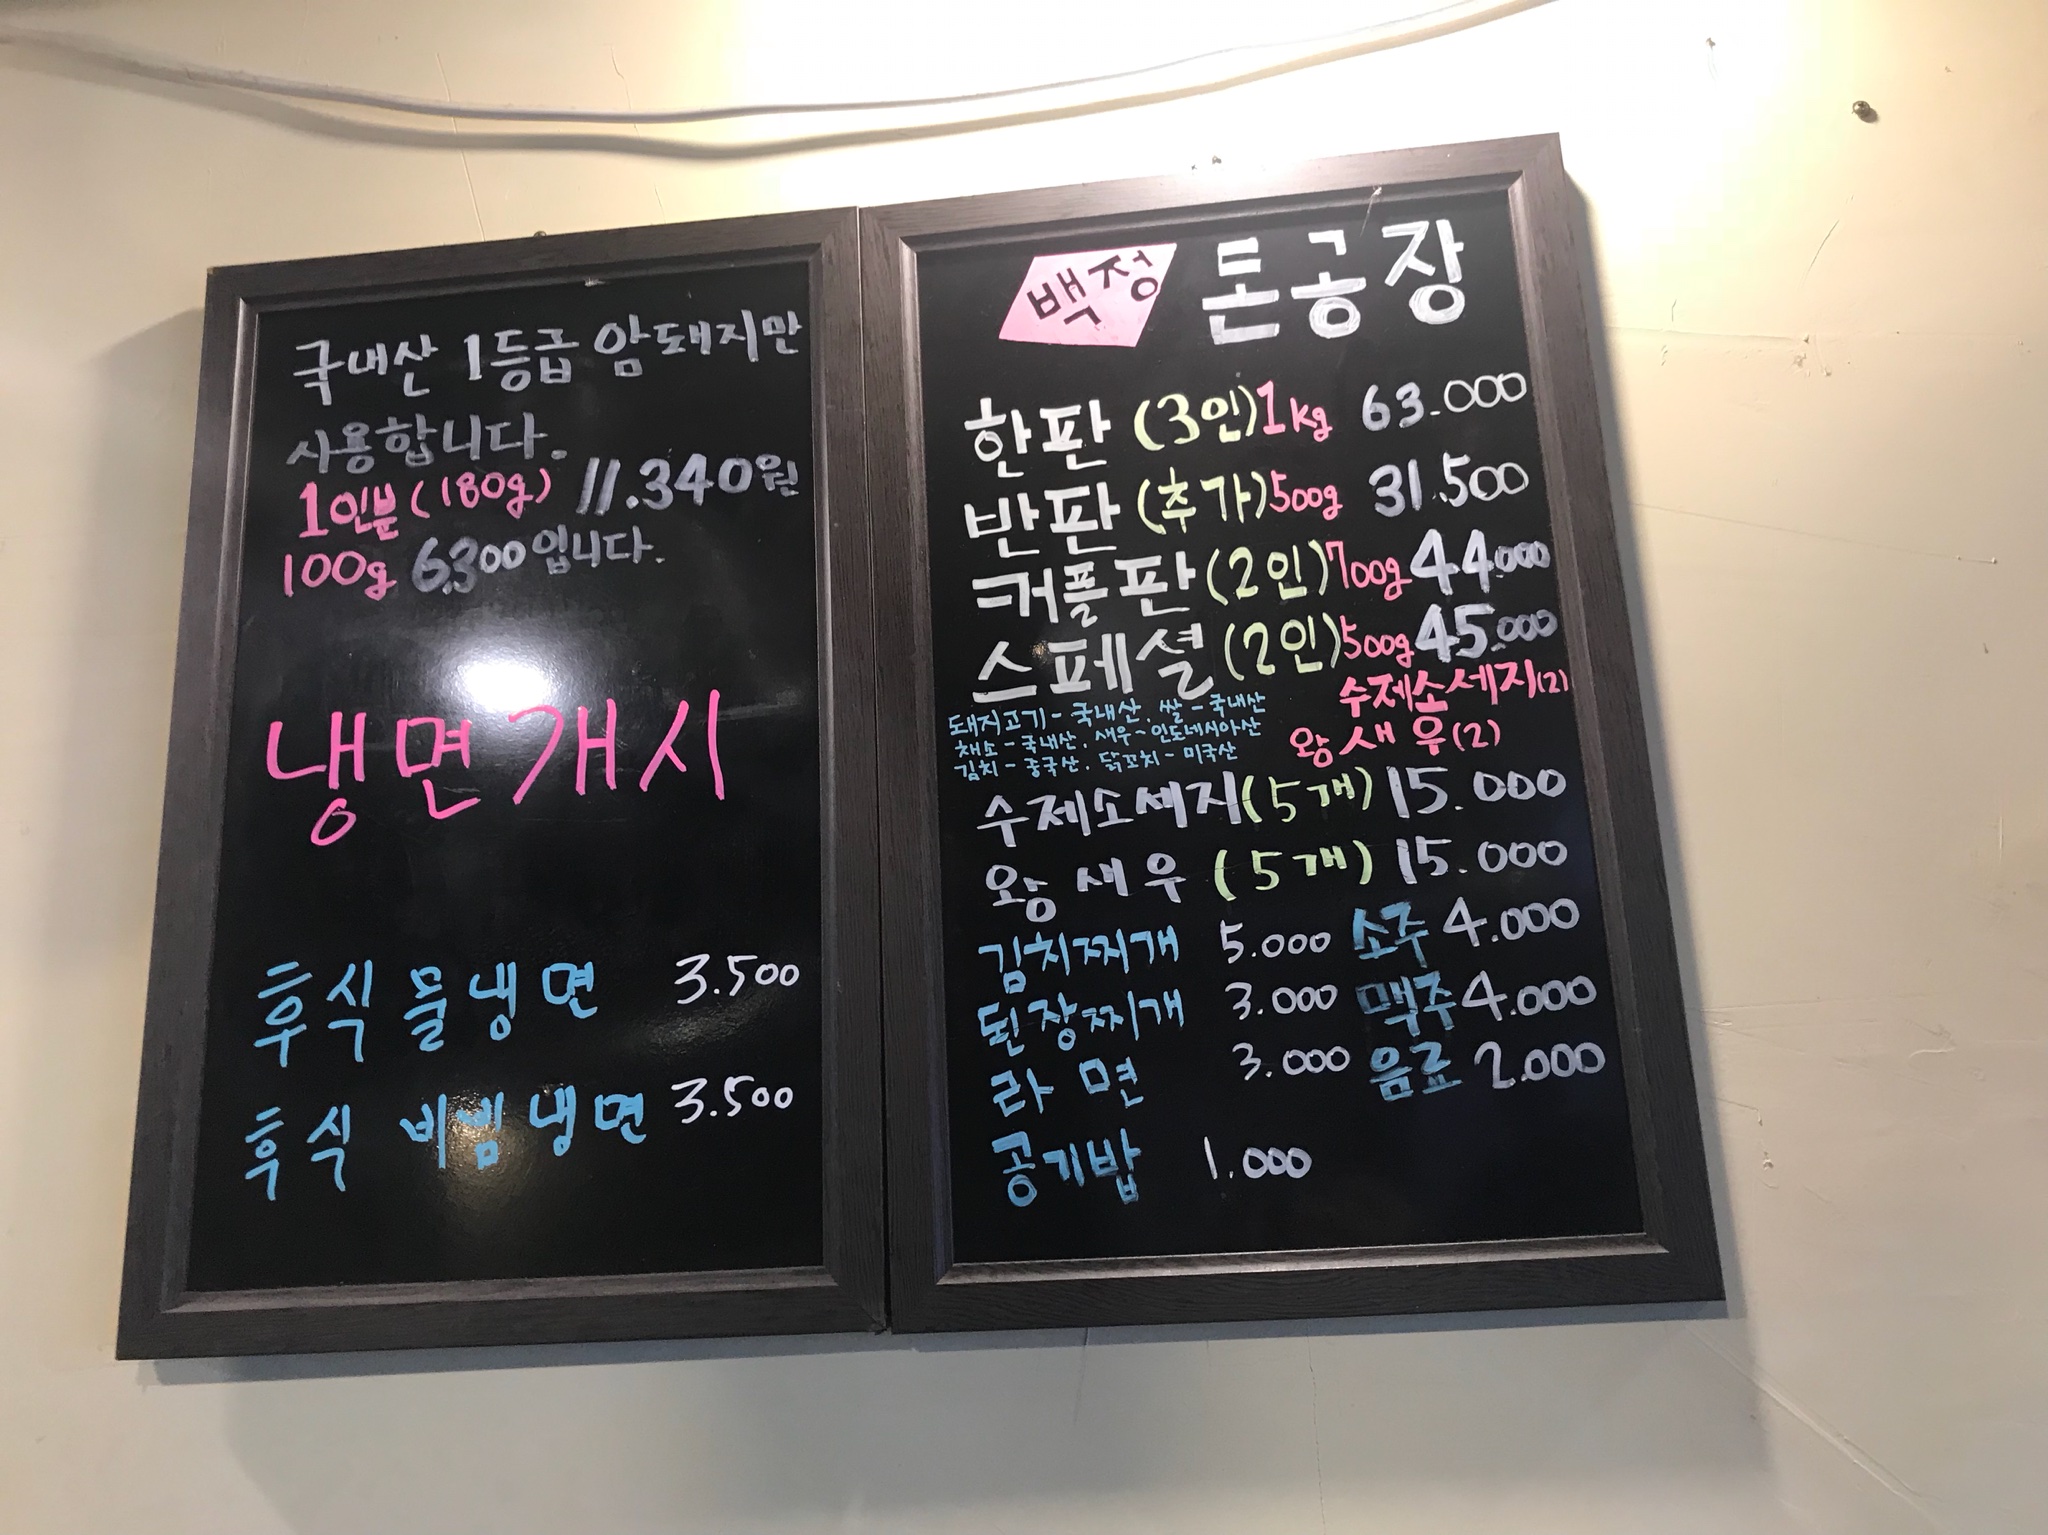 국내산 1등급 암돼지만
사용합니다.
1인분(180g) 11.340원
100g 6.300입니다.
냉면개시
후식 물냉면 3.500
후식 비빔냉면 3.500
백정 돈공장
한판 (3인) 1kg 63.000
반판 (추가) 500g 31.500
커플판 (2인) 700g 44.000
스페셜 (2인) 500g 45.000
수제소세지(2)
왕새우(2)
돼지고기-국내산. 쌀-국내산
채소-국내산. 새우-인도네시아산
김치-중국산. 닭꼬치-미국산
수제소세지(5개) 15.000
왕새우 (5개) 15.000
김치찌개 5.000 소주 4.000
된장찌개 3.000 맥주 4.000
라면 3.000 음료 2.000
공기밥 1.000